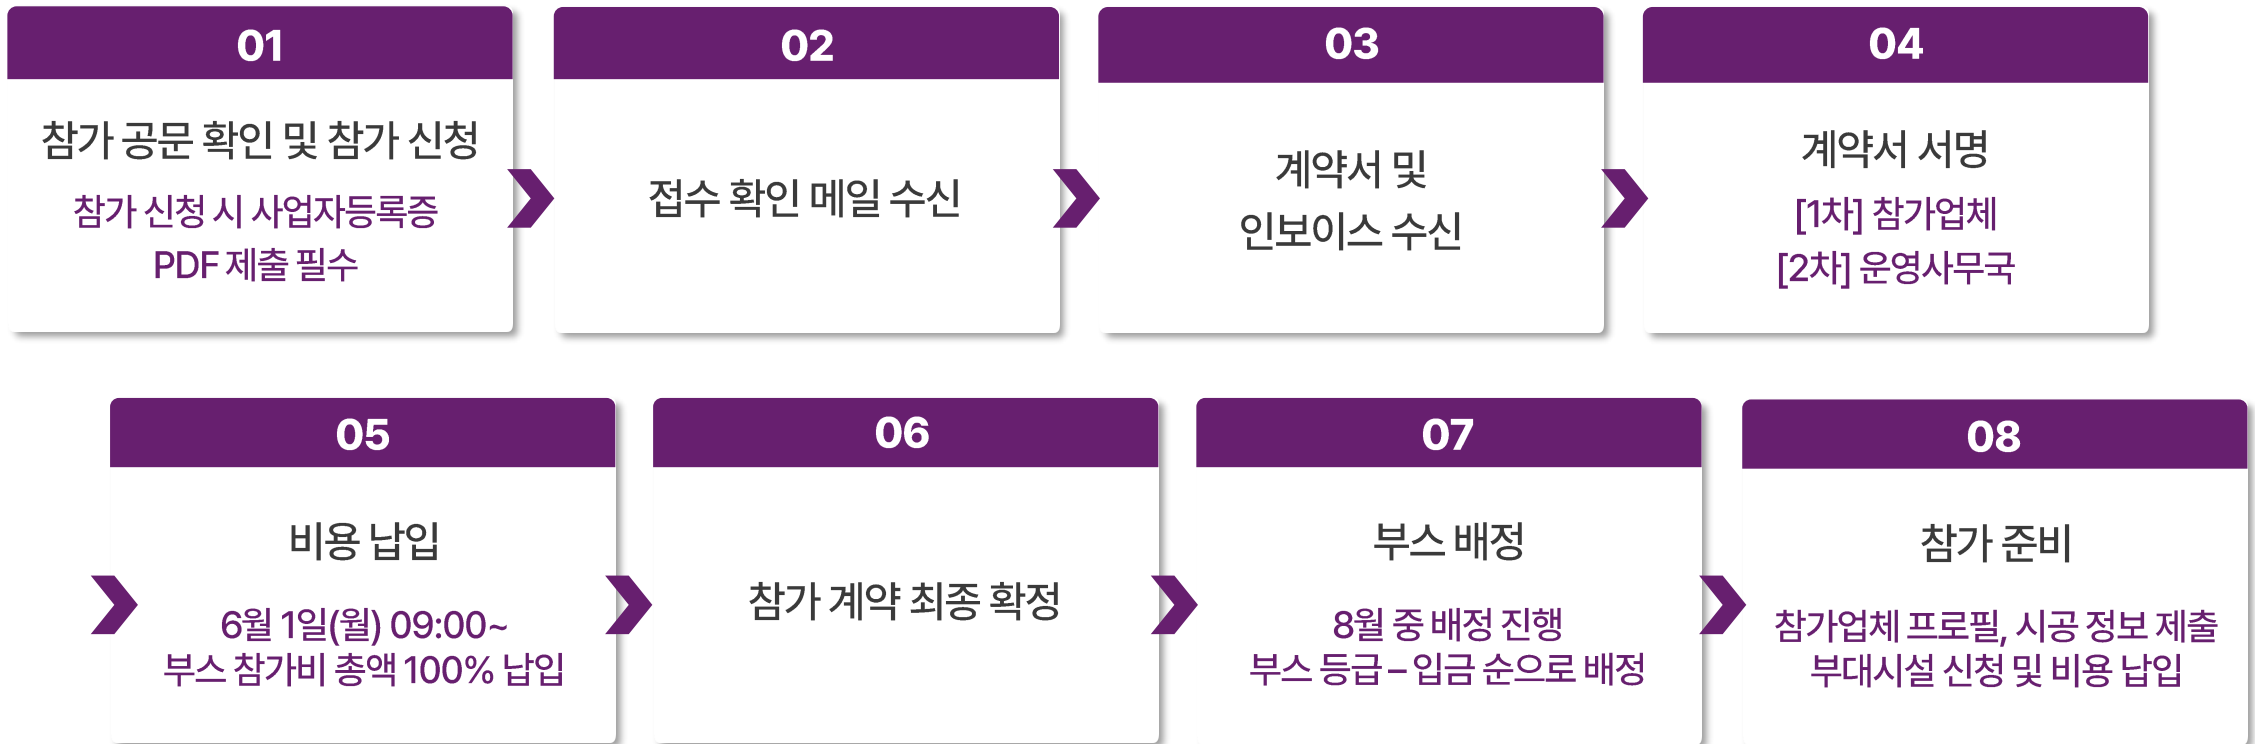 01
참가 공문 확인 및 참가 신청
참가 신청 시 사업자등록증
PDF 제출 필수
02
접수 확인 메일 수신
03
계약서 및
인보이스 수신
04
계약서 서명
[1차] 참가업체
[2차] 운영사무국
05
비용 납입
6월 1일(월) 09:00~
부스 참가비 총액 100% 납입
06
참가 계약 최종 확정
07
부스 배정
8월 중 배정 진행
부스 등급 – 입금 순으로 배정
08
참가 준비
참가업체 프로필, 시공 정보 제출
부대시설 신청 및 비용 납입